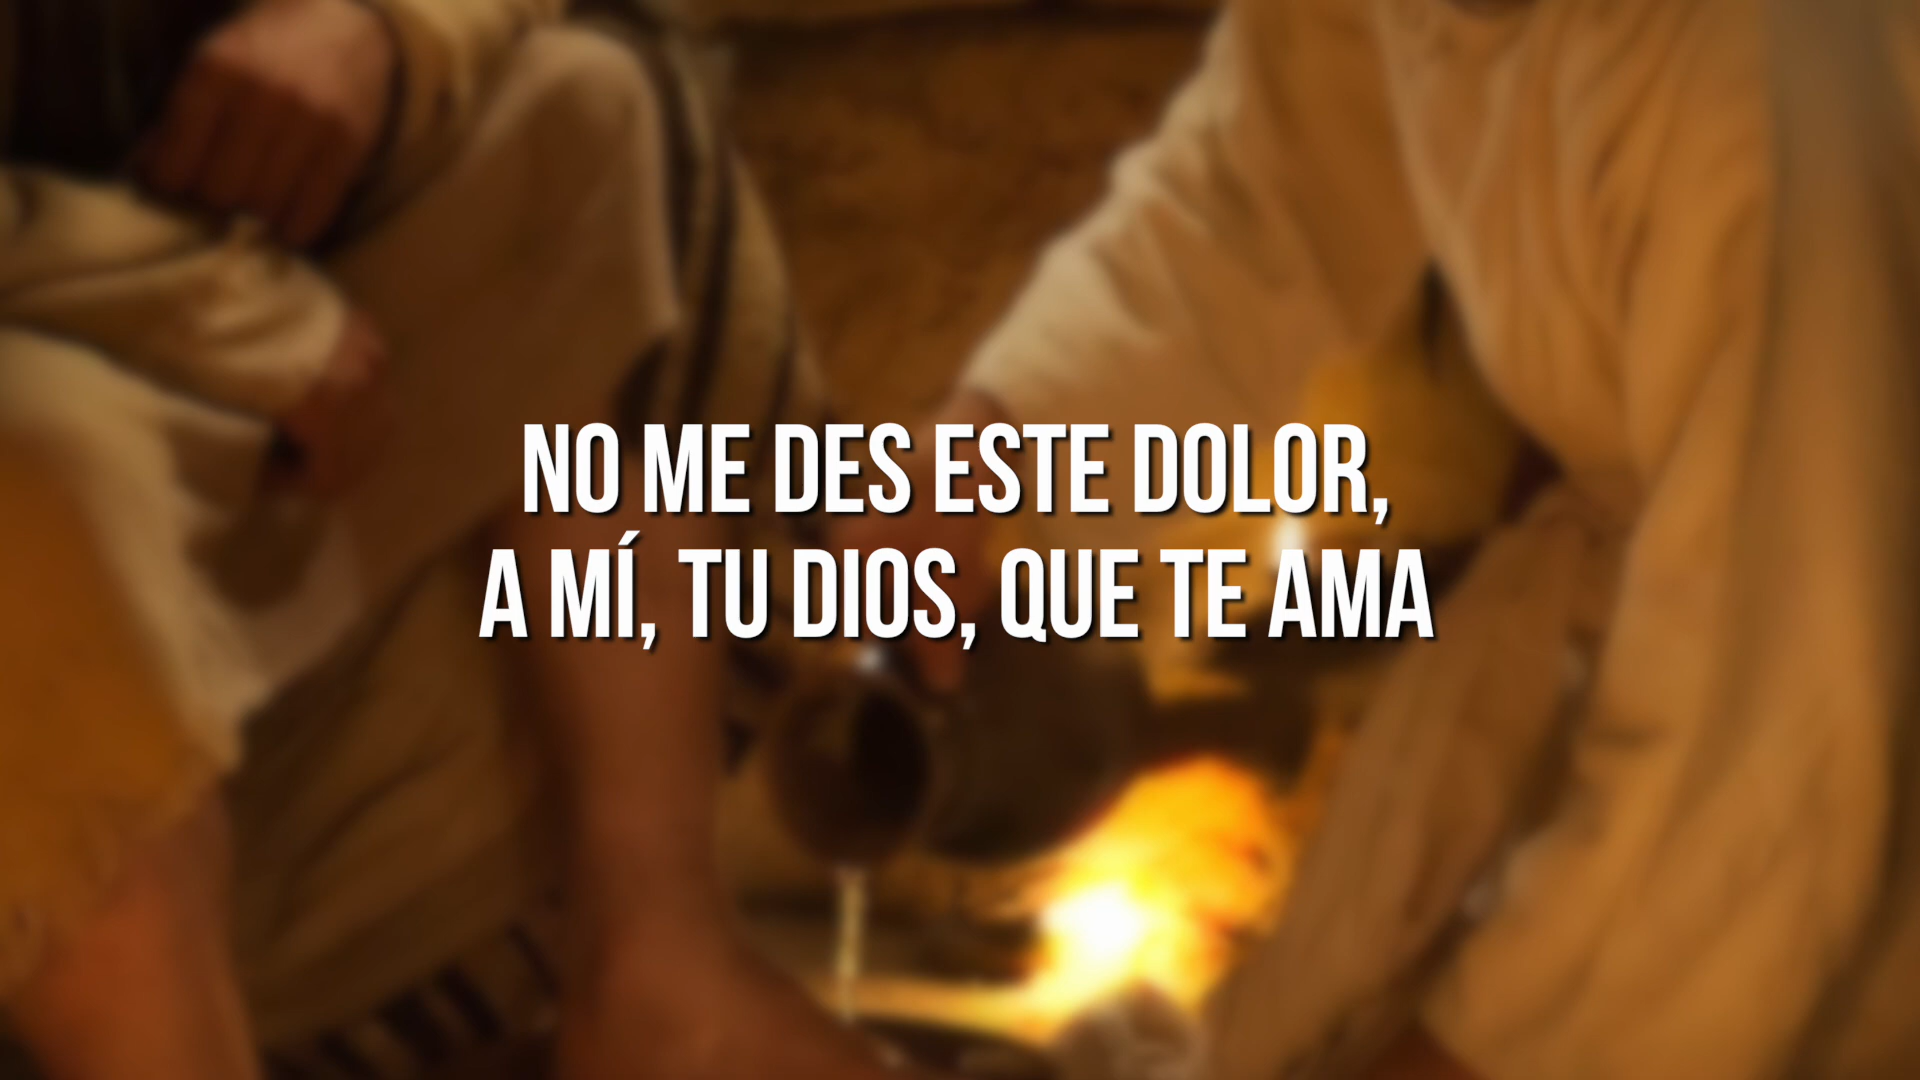 NO ME DES ESTE DOLOR,
A MÍ, TU DIOS, QUE TE AMA